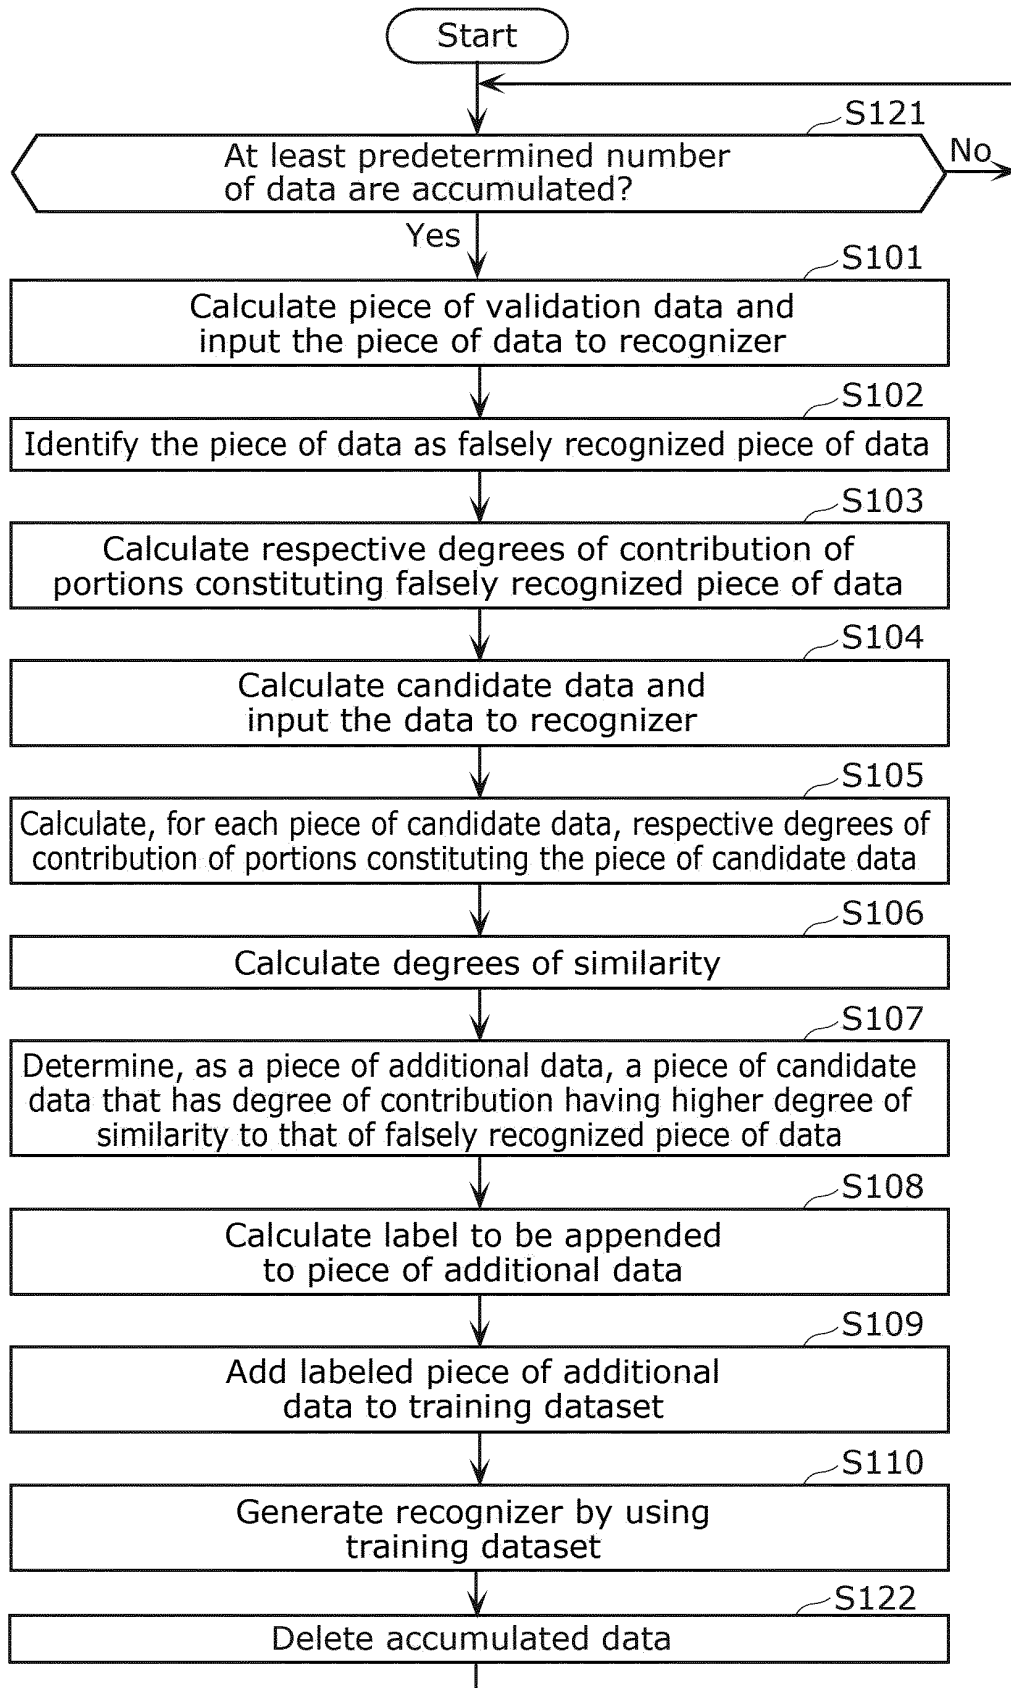 Start
S121
At least predetermined number
of data are accumulated?
No
Yes
S101
Calculate piece of validation data and
input the piece of data to recognizer
S102
Identify the piece of data as falsely recognized piece of data
S103
Calculate respective degrees of contribution of
portions constituting falsely recognized piece of data
S104
Calculate candidate data and
input the data to recognizer
S105
Calculate, for each piece of candidate data, respective degrees of
contribution of portions constituting the piece of candidate data
S106
Calculate degrees of similarity
S107
Determine, as a piece of additional data, a piece of candidate
data that has degree of contribution having higher degree of
similarity to that of falsely recognized piece of data
S108
Calculate label to be appended
to piece of additional data
S109
Add labeled piece of additional
data to training dataset
S110
Generate recognizer by using
training dataset
S122
Delete accumulated data